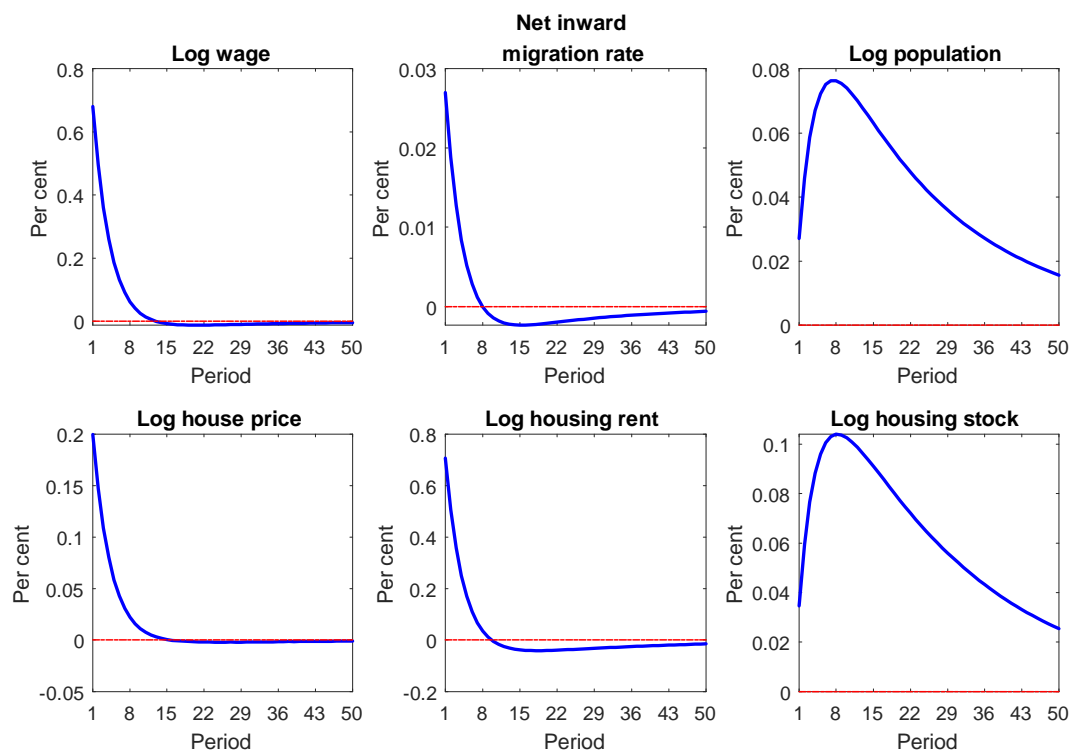 Log wage
Per cent
0.8
0.6
0.4
0.2
0
1 8 15 22 29 36 43 50
Period
Net inward
migration rate
Per cent
0.03
0.02
0.01
0
1 8 15 22 29 36 43 50
Period
Log population
Per cent
0.08
0.06
0.04
0.02
0
1 8 15 22 29 36 43 50
Period
Log house price
Per cent
0.2
0.15
0.1
0.05
0
-0.05
1 8 15 22 29 36 43 50
Period
Log housing rent
Per cent
0.8
0.6
0.4
0.2
0
-0.2
1 8 15 22 29 36 43 50
Period
Log housing stock
Per cent
0.1
0.08
0.06
0.04
0.02
0
1 8 15 22 29 36 43 50
Period